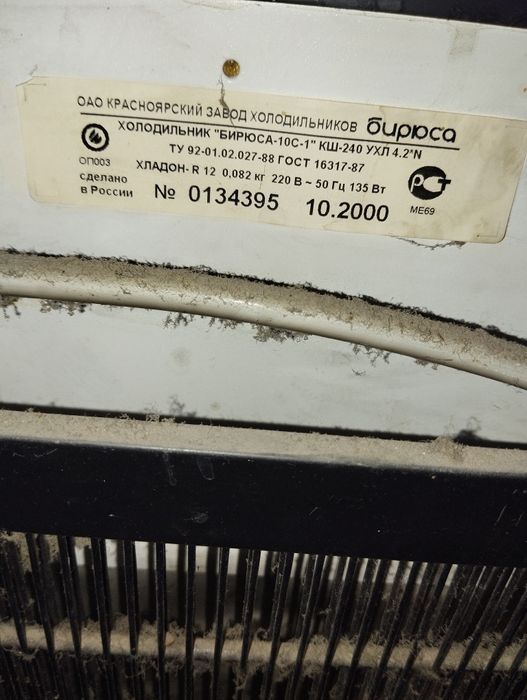 ОАО КРАСНОЯРСКИЙ ЗАВОД ХОЛОДИЛЬНИКОВ бирюса
ХОЛОДИЛЬНИК "БИРЮСА-10С-1" КШ-240 УХЛ 4.2*N
ТУ 92-01.02.027-88 ГОСТ 16317-87
ОП003 ХЛАДОН- R 12 0,082 кг 220 В ~ 50 Гц 135 Вт РСТ
сделано
в России № 0134395 10.2000 МЕ69